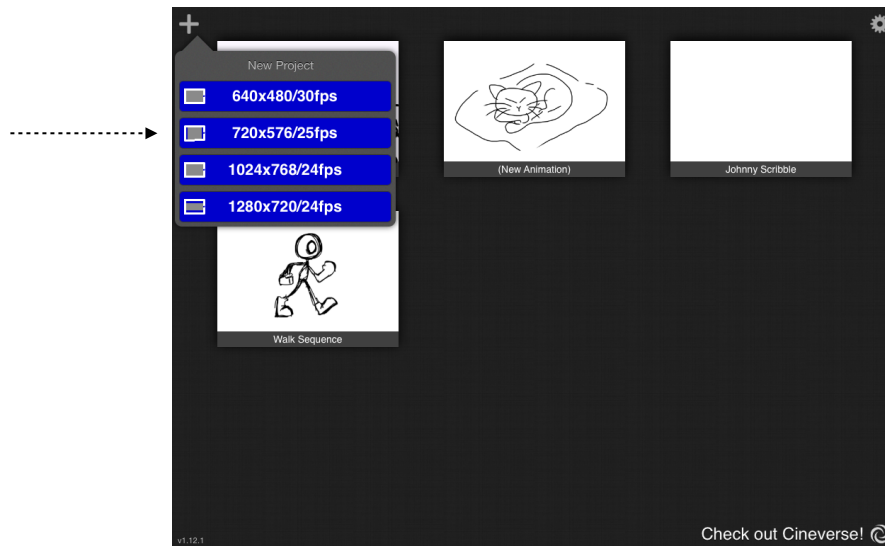 New Project
640x480/30fps
720x576/25fps
1024x768/24fps
1280x720/24fps
(New Animation)
Johnny Scribble
Walk Sequence
v1.12.1
Check out Cineverse!